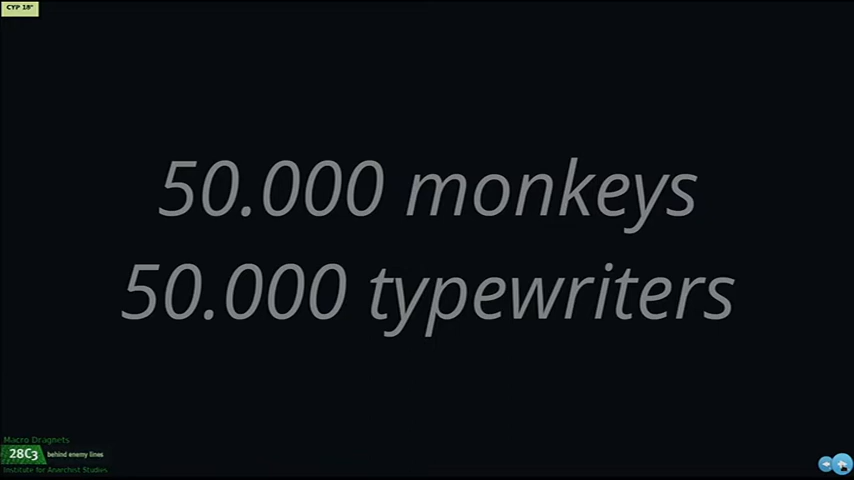 CYP 18"
50.000 monkeys
50.000 typewriters
Macro Dragnets
28C3 behind enemy lines
Institute for Anarchist Studies